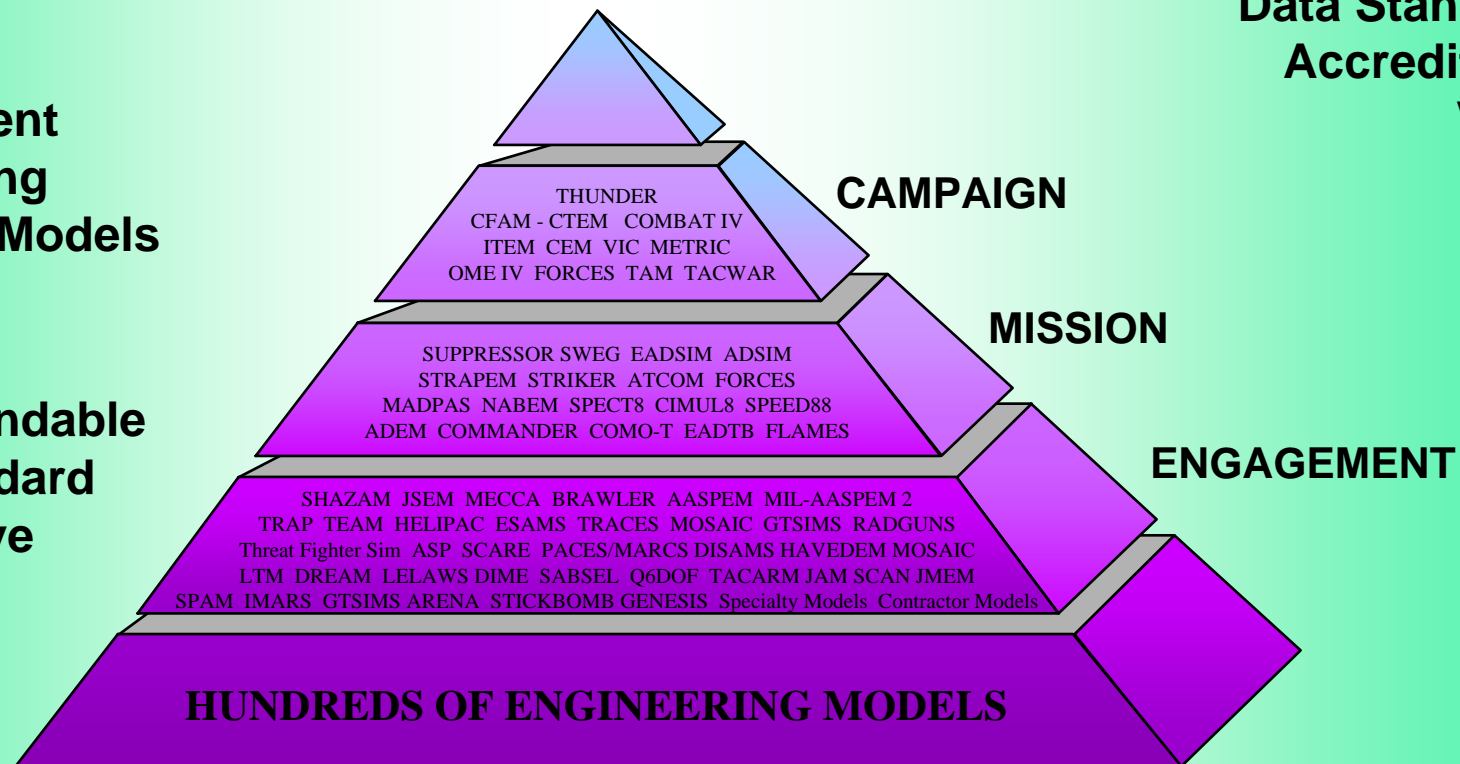 Data Stan
Accredi
ent
ng
Models
THUNDER
CFAM - CTEM COMBAT IV
ITEM CEM VIC METRIC
OME IV FORCES TAM TACWAR
CAMPAIGN
SUPPRESSOR SWEG EADSIM ADSIM
STRAPEM STRIKER ATCOM FORCES
MADPAS NABEM SPECT8 CIMUL8 SPEED88
ADEM COMMANDER COMO-T EADTB FLAMES
MISSION
ndable
dard
ve
SHAZAM JSEM MECCA BRAWLER AASPEM MIL-AASPEM 2
TRAP TEAM HELIPAC ESAMS TRACES MOSAIC GTSIMS RADGUNS
Threat Fighter Sim ASP SCARE PACES/MARCS DISAMS HAVEDEM MOSAIC
LTM DREAM LELAWS DIME SABSEL Q6DOF TACARM JAM SCAN JMEM
SPAM IMARS GTSIMS ARENA STICKBOMB GENESIS Specialty Models Contractor Models
ENGAGEMENT
HUNDREDS OF ENGINEERING MODELS